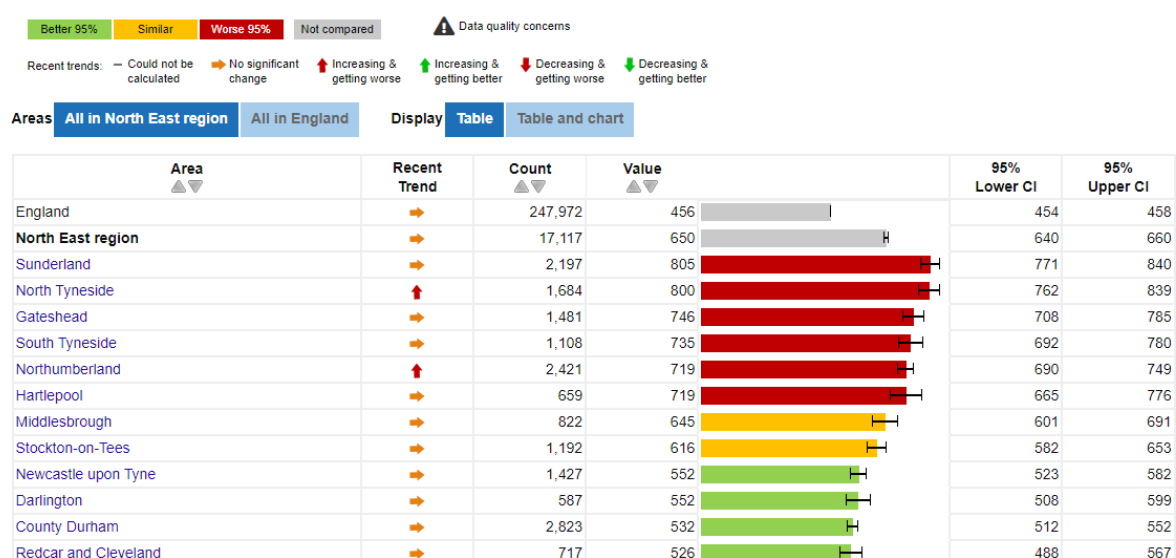 Better 95% Similar Worse 95% Not compared Data quality concerns
Recent trends: – Could not be calculated No significant change Increasing & getting worse Increasing & getting better Decreasing & getting worse Decreasing & getting better
Areas All in North East region All in England Display Table Table and chart
Area Recent Trend Count Value 95% Lower CI 95% Upper CI
England 247,972 456 454 458
North East region 17,117 650 640 660
Sunderland 2,197 805 771 840
North Tyneside 1,684 800 762 839
Gateshead 1,481 746 708 785
South Tyneside 1,108 735 692 780
Northumberland 2,421 719 690 749
Hartlepool 659 719 665 776
Middlesbrough 822 645 601 691
Stockton-on-Tees 1,192 616 582 653
Newcastle upon Tyne 1,427 552 523 582
Darlington 587 552 508 599
County Durham 2,823 532 512 552
Redcar and Cleveland 717 526 488 567